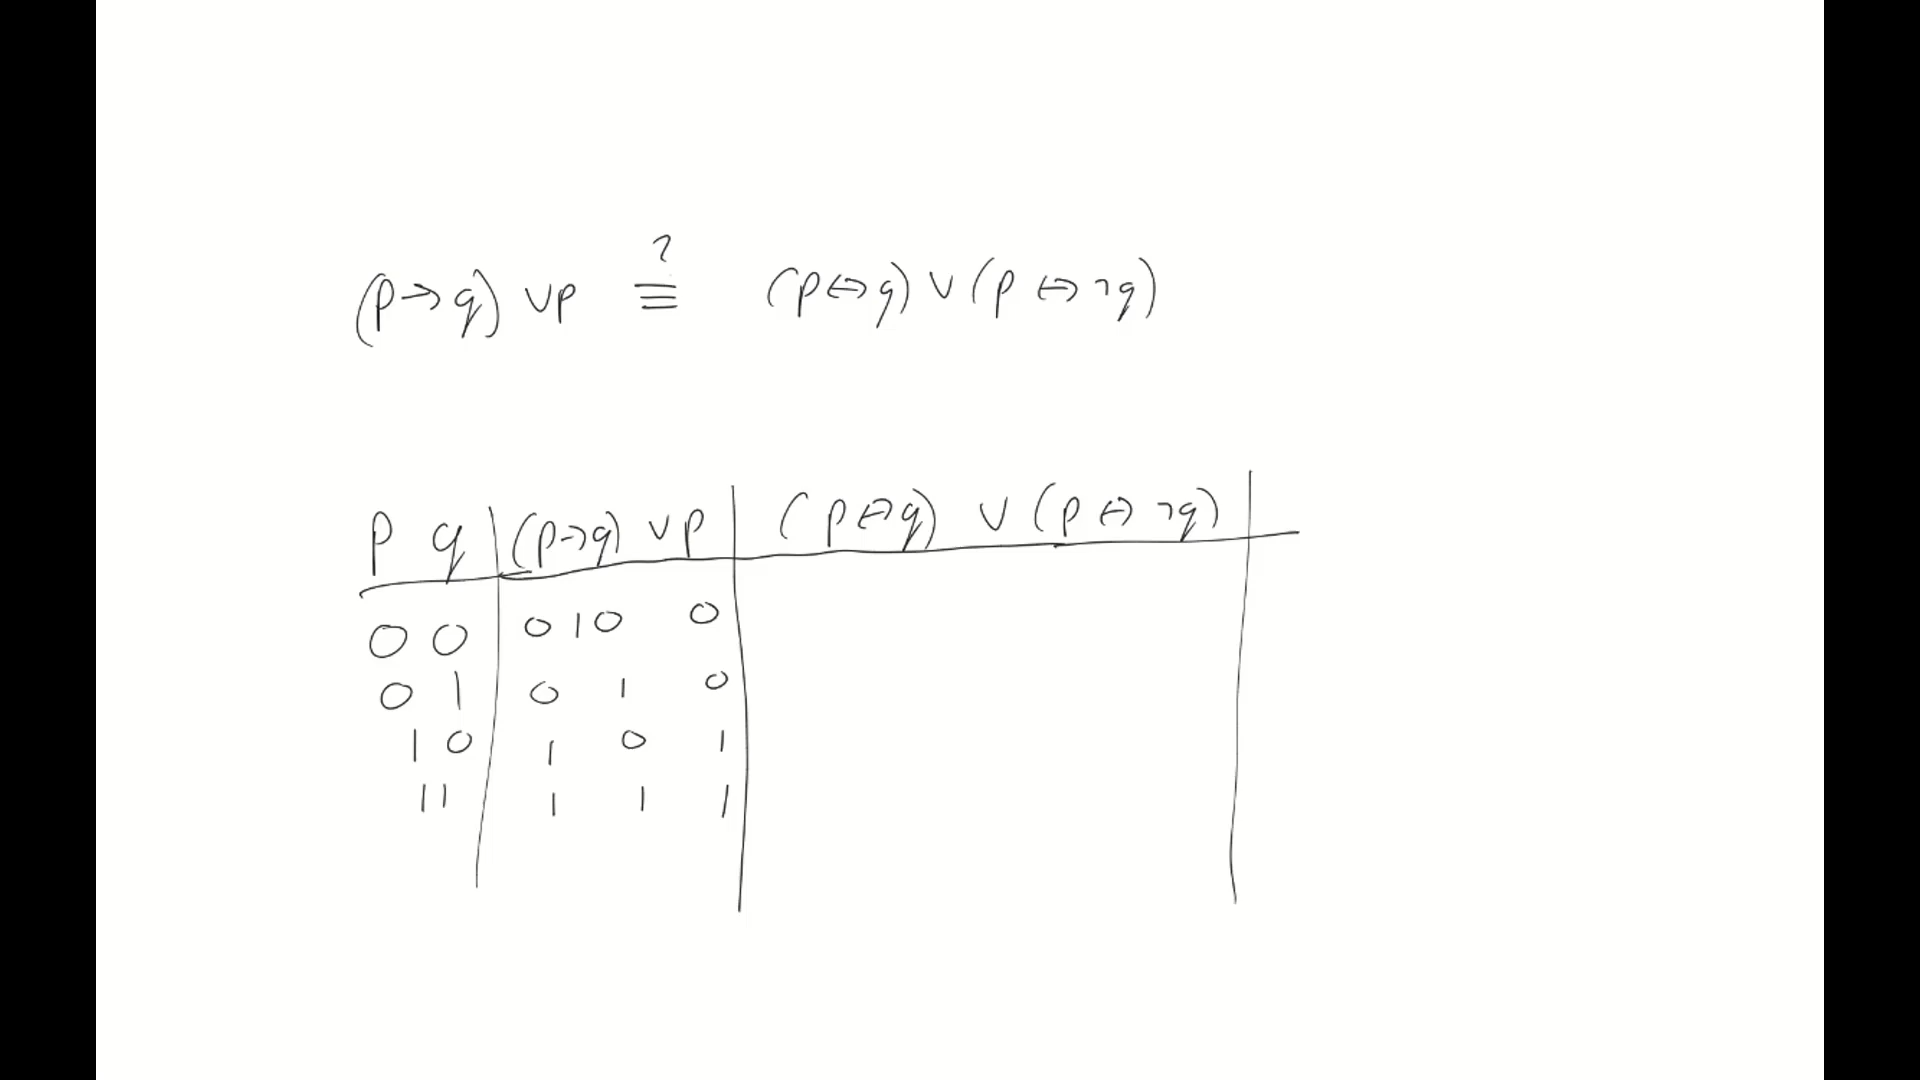 ?
(p→q) ∨p ≡ (p↔q) ∨ (p ↔ ¬q)
p q (p→q) ∨ p (p↔q) ∨ (p ↔ ¬q)
0 0 0 1 0 0
0 1 0 1 0
1 0 1 0 1
1 1 1 1 1